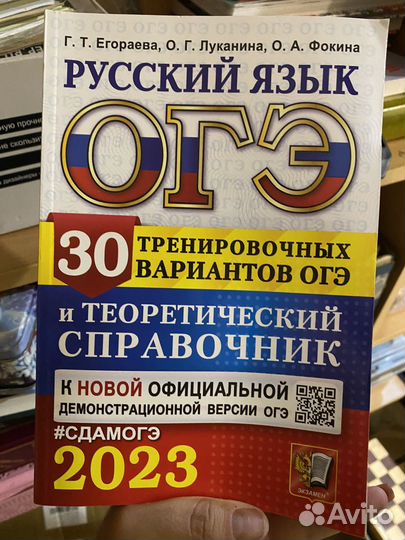 Г. Т. Егораева, О. Г. Луканина, О. А. Фокина
РУССКИЙ ЯЗЫК
ОГЭ
30 ТРЕНИРОВОЧНЫХ
ВАРИАНТОВ ОГЭ
и ТЕОРЕТИЧЕСКИЙ
СПРАВОЧНИК
К НОВОЙ ОФИЦИАЛЬНОЙ
ДЕМОНСТРАЦИОННОЙ ВЕРСИИ ОГЭ
#СДАМОГЭ
2023
ЭКЗАМЕН
Avito